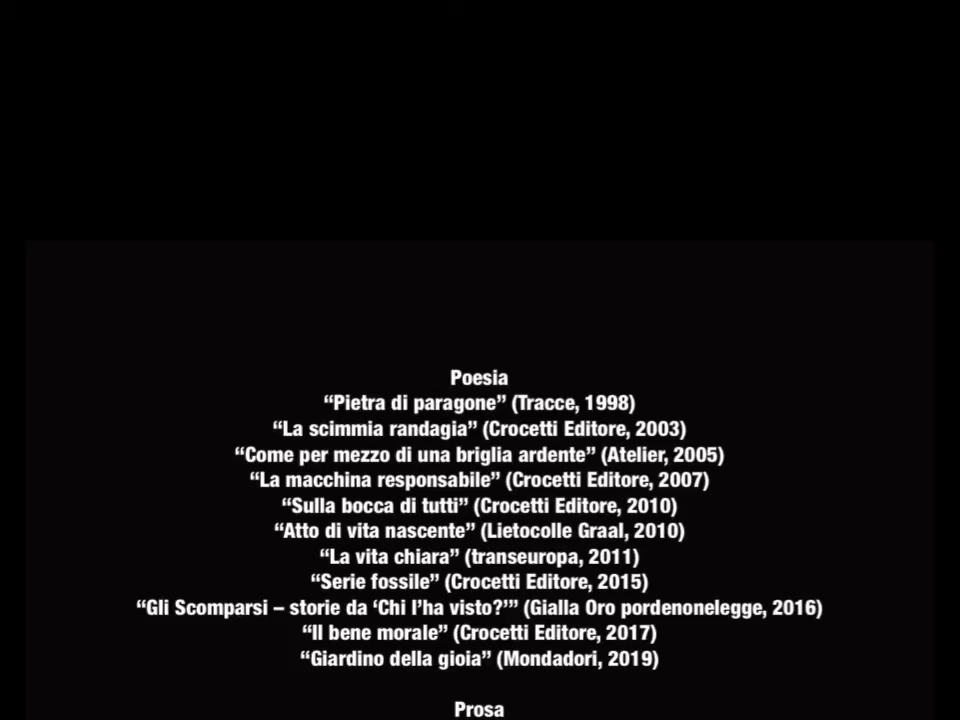 Poesia
“Pietra di paragone” (Tracce, 1998)
“La scimmia randagia” (Crocetti Editore, 2003)
“Come per mezzo di una briglia ardente” (Atelier, 2005)
“La macchina responsabile” (Crocetti Editore, 2007)
“Sulla bocca di tutti” (Crocetti Editore, 2010)
“Atto di vita nascente” (Lietocolle Graal, 2010)
“La vita chiara” (transeuropa, 2011)
“Serie fossile” (Crocetti Editore, 2015)
“Gli Scomparsi – storie da ‘Chi l’ha visto?’” (Gialla Oro pordenonelegge, 2016)
“Il bene morale” (Crocetti Editore, 2017)
“Giardino della gioia” (Mondadori, 2019)
Prosa